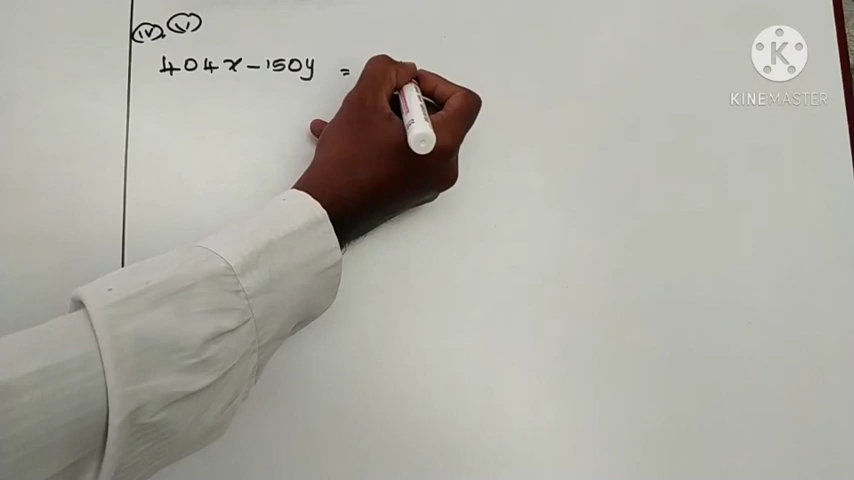 (iv), (v)
404x - 150y =
KINEMASTER